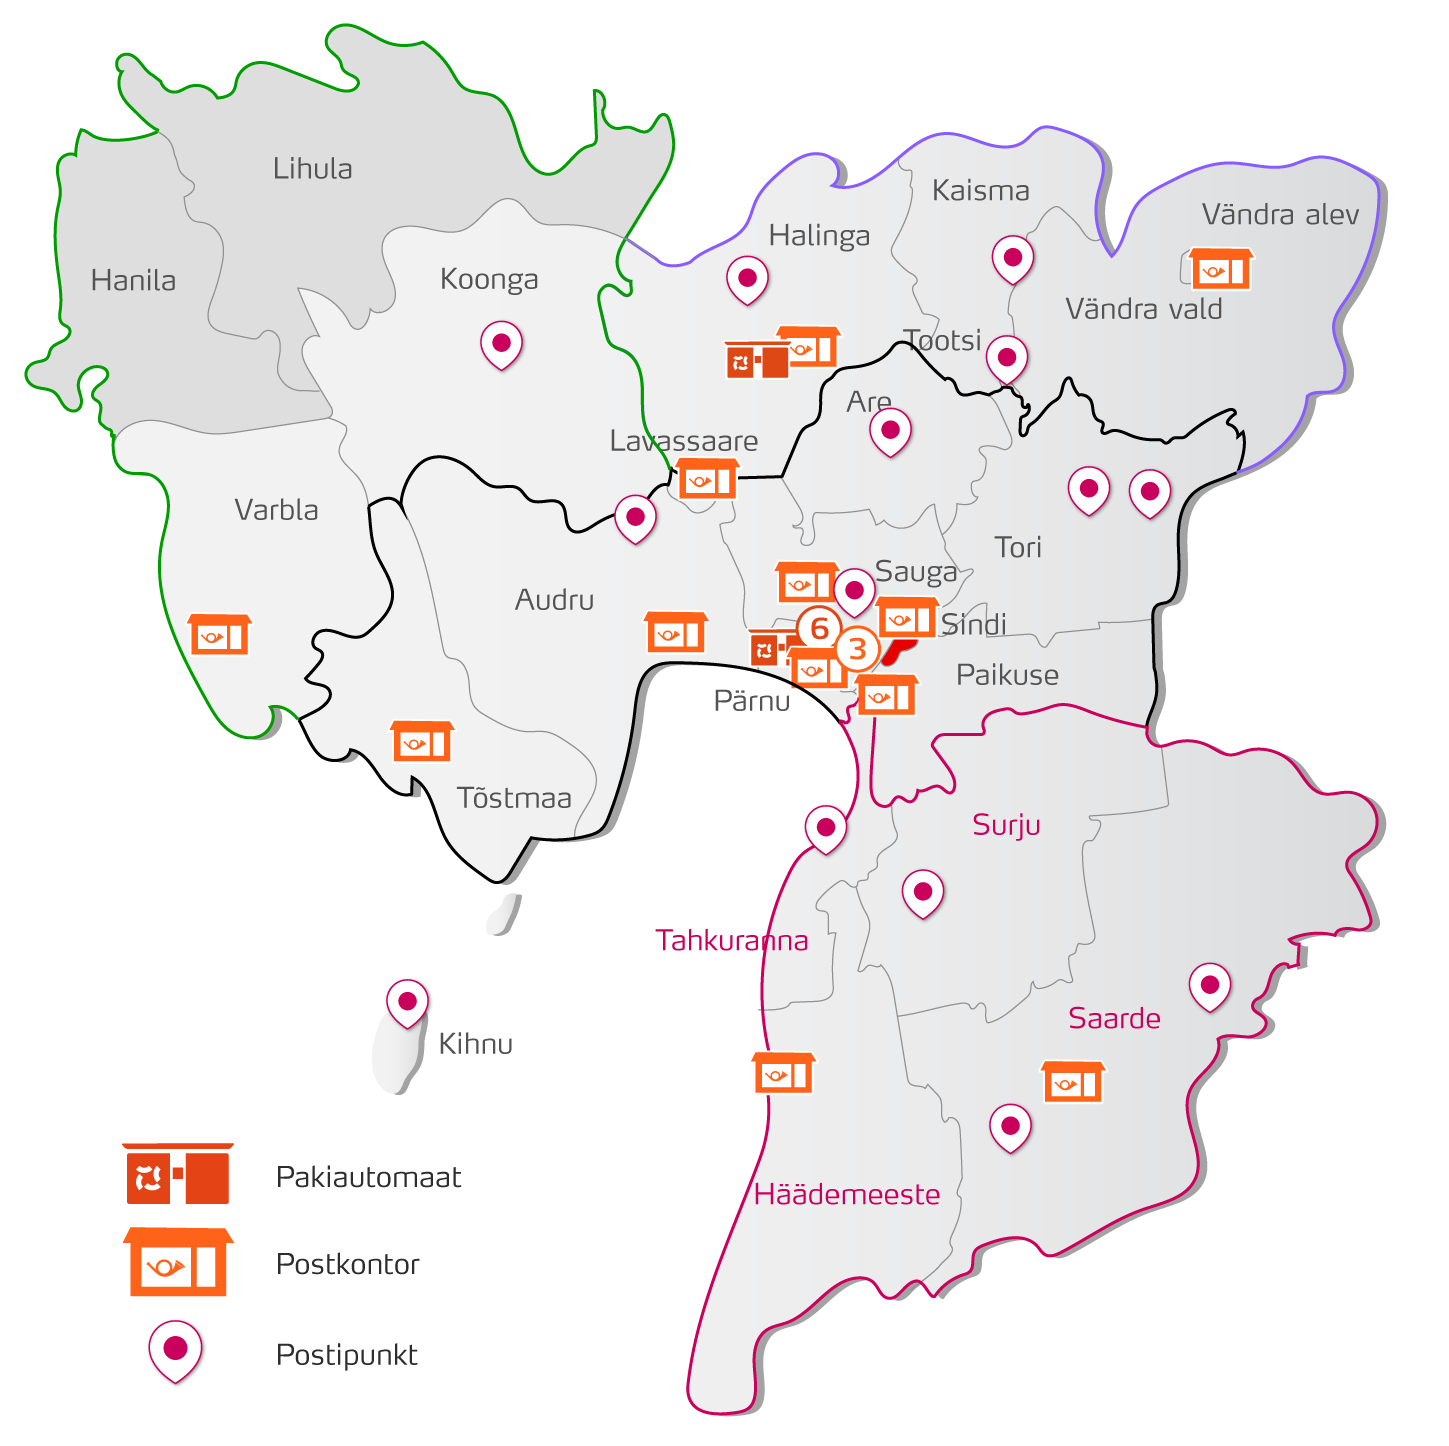 Lihula
Kaisma
Vändra alev
Halinga
Hanila
Koonga
Vändra vald
Tootsi
Are
Lavassaare
Varbla
Tori
Sauga
Audru
Sindi
6
3
Paikuse
Pärnu
Tõstmaa
Surju
Tahkuranna
Saarde
Kihnu
Häädemeeste
Pakiautomaat
Postkontor
Postipunkt